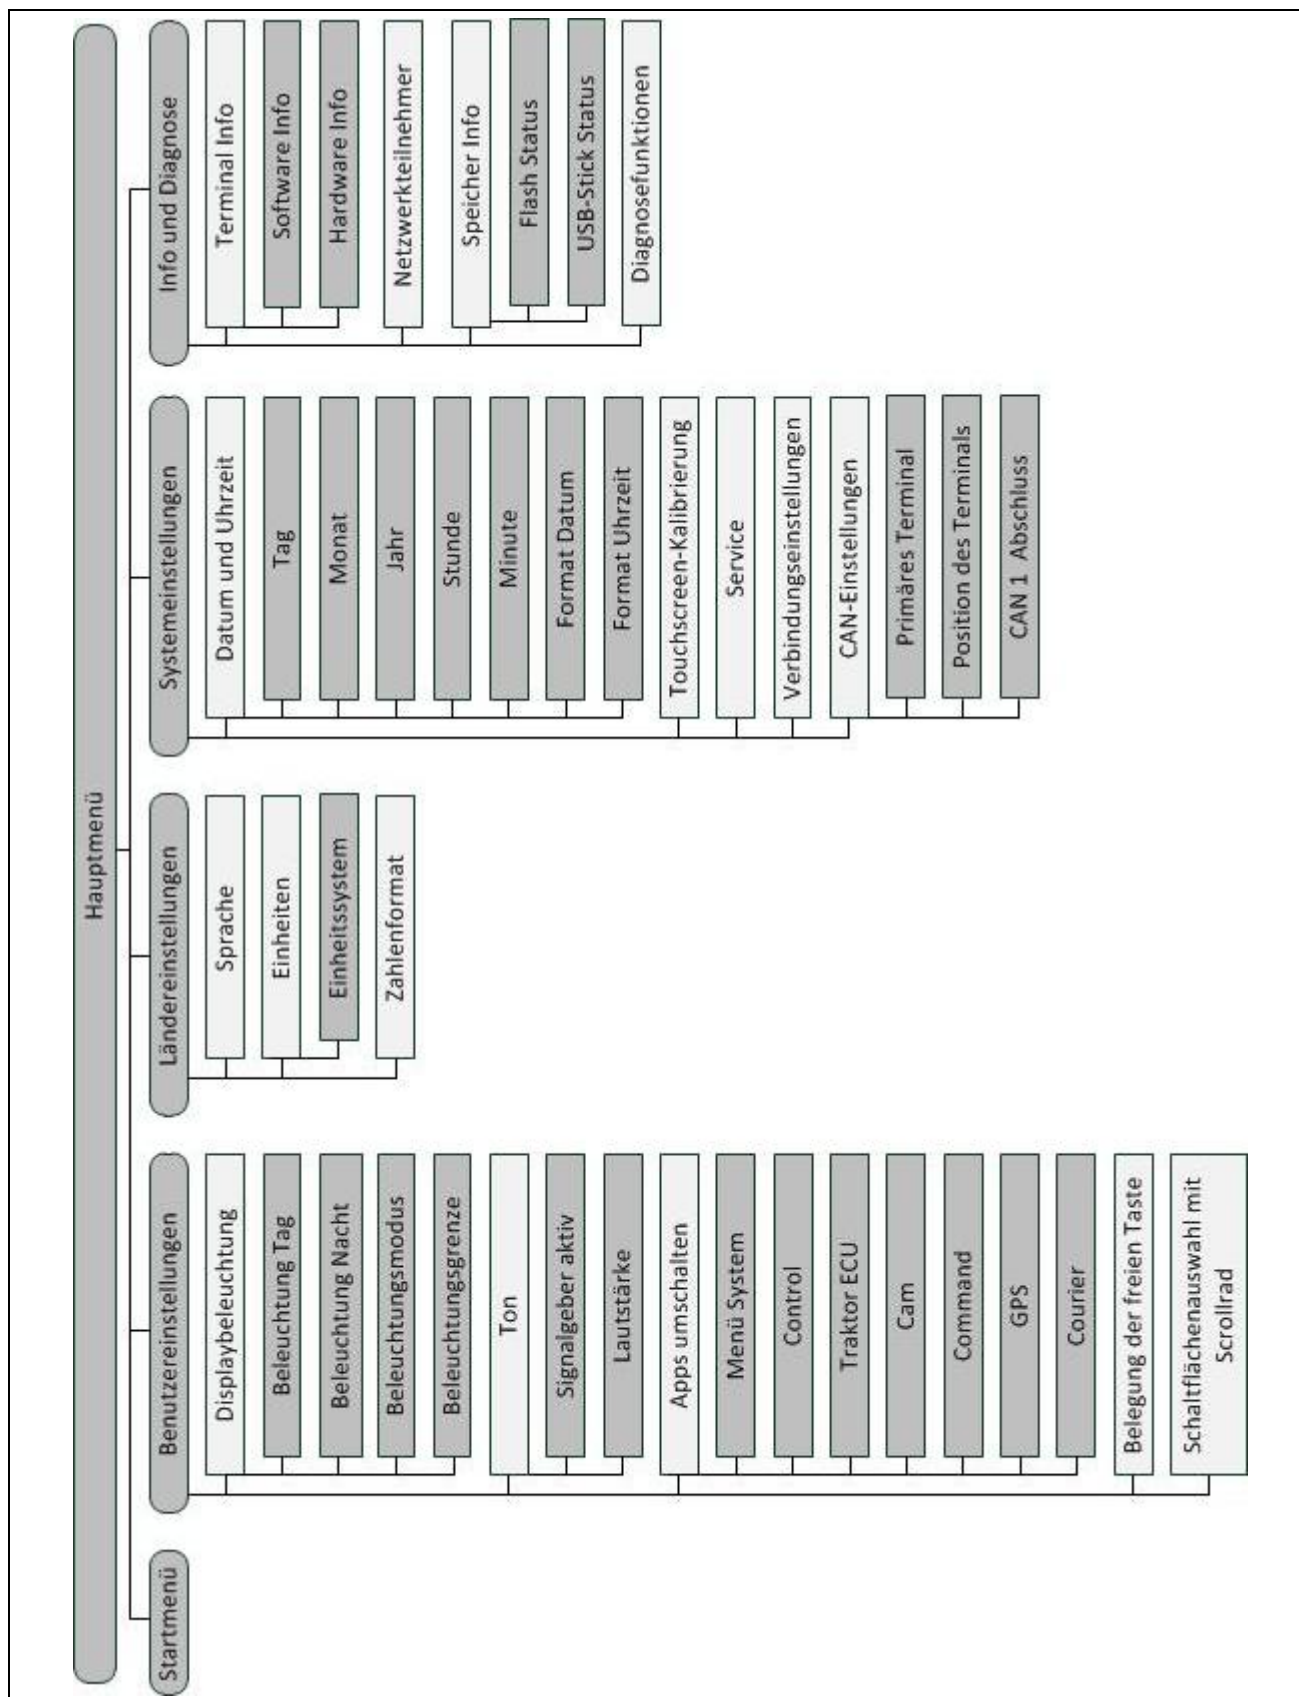 Hauptmenü
Startmenü
Benutzereinstellungen
Displaybeleuchtung
Beleuchtung Tag
Beleuchtung Nacht
Beleuchtungsmodus
Beleuchtungsgrenze
Ton
Signalgeber aktiv
Lautstärke
Apps umschalten
Menü System
Control
Traktor ECU
Cam
Command
GPS
Courier
Belegung der freien Taste
Schaltflächenauswahl mit
Scrollrad
Ländereinstellungen
Sprache
Einheiten
Einheitssystem
Zahlenformat
Systemeinstellungen
Datum und Uhrzeit
Tag
Monat
Jahr
Stunde
Minute
Format Datum
Format Uhrzeit
Touchscreen-Kalibrierung
Service
Verbindungseinstellungen
CAN-Einstellungen
Primäres Terminal
Position des Terminals
CAN 1 Abschluss
Info und Diagnose
Terminal Info
Software Info
Hardware Info
Netzwerkteilnehmer
Speicher Info
Flash Status
USB-Stick Status
Diagnosefunktionen